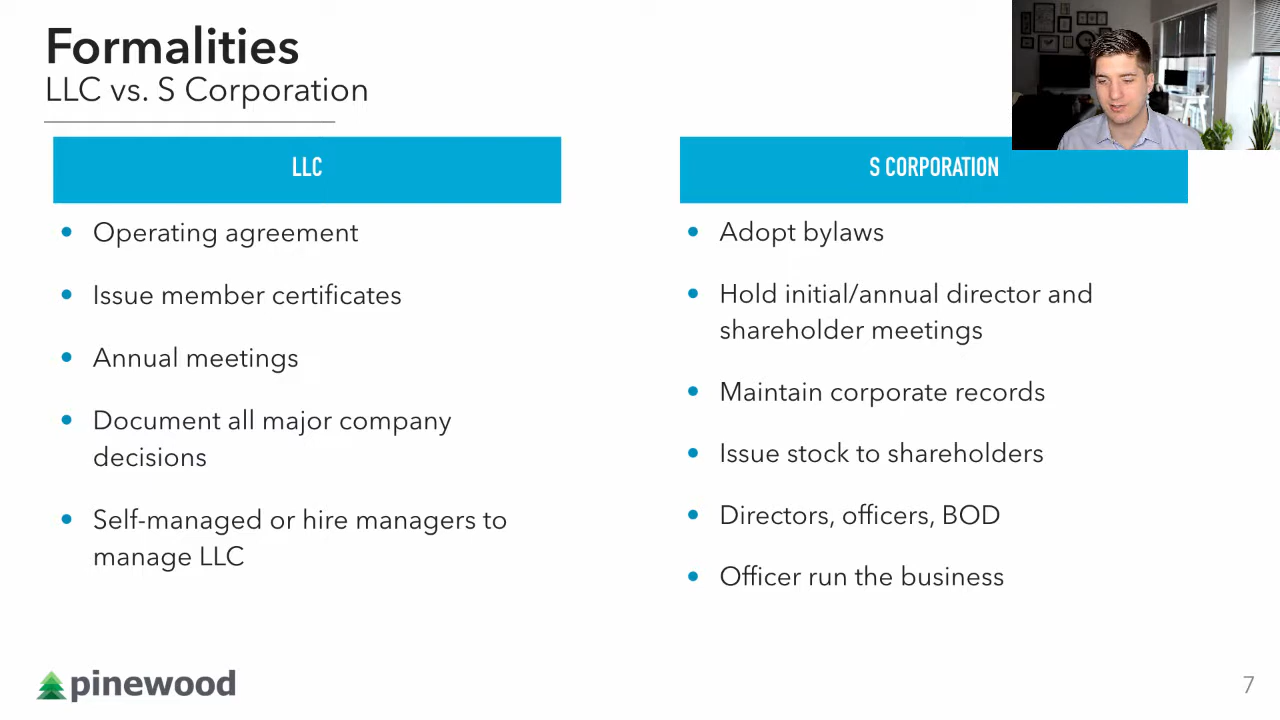 Formalities
LLC vs. S Corporation
LLC
Operating agreement
Issue member certificates
Annual meetings
Document all major company
decisions
Self-managed or hire managers to
manage LLC
S CORPORATION
Adopt bylaws
Hold initial/annual director and
shareholder meetings
Maintain corporate records
Issue stock to shareholders
Directors, officers, BOD
Officer run the business
pinewood
7